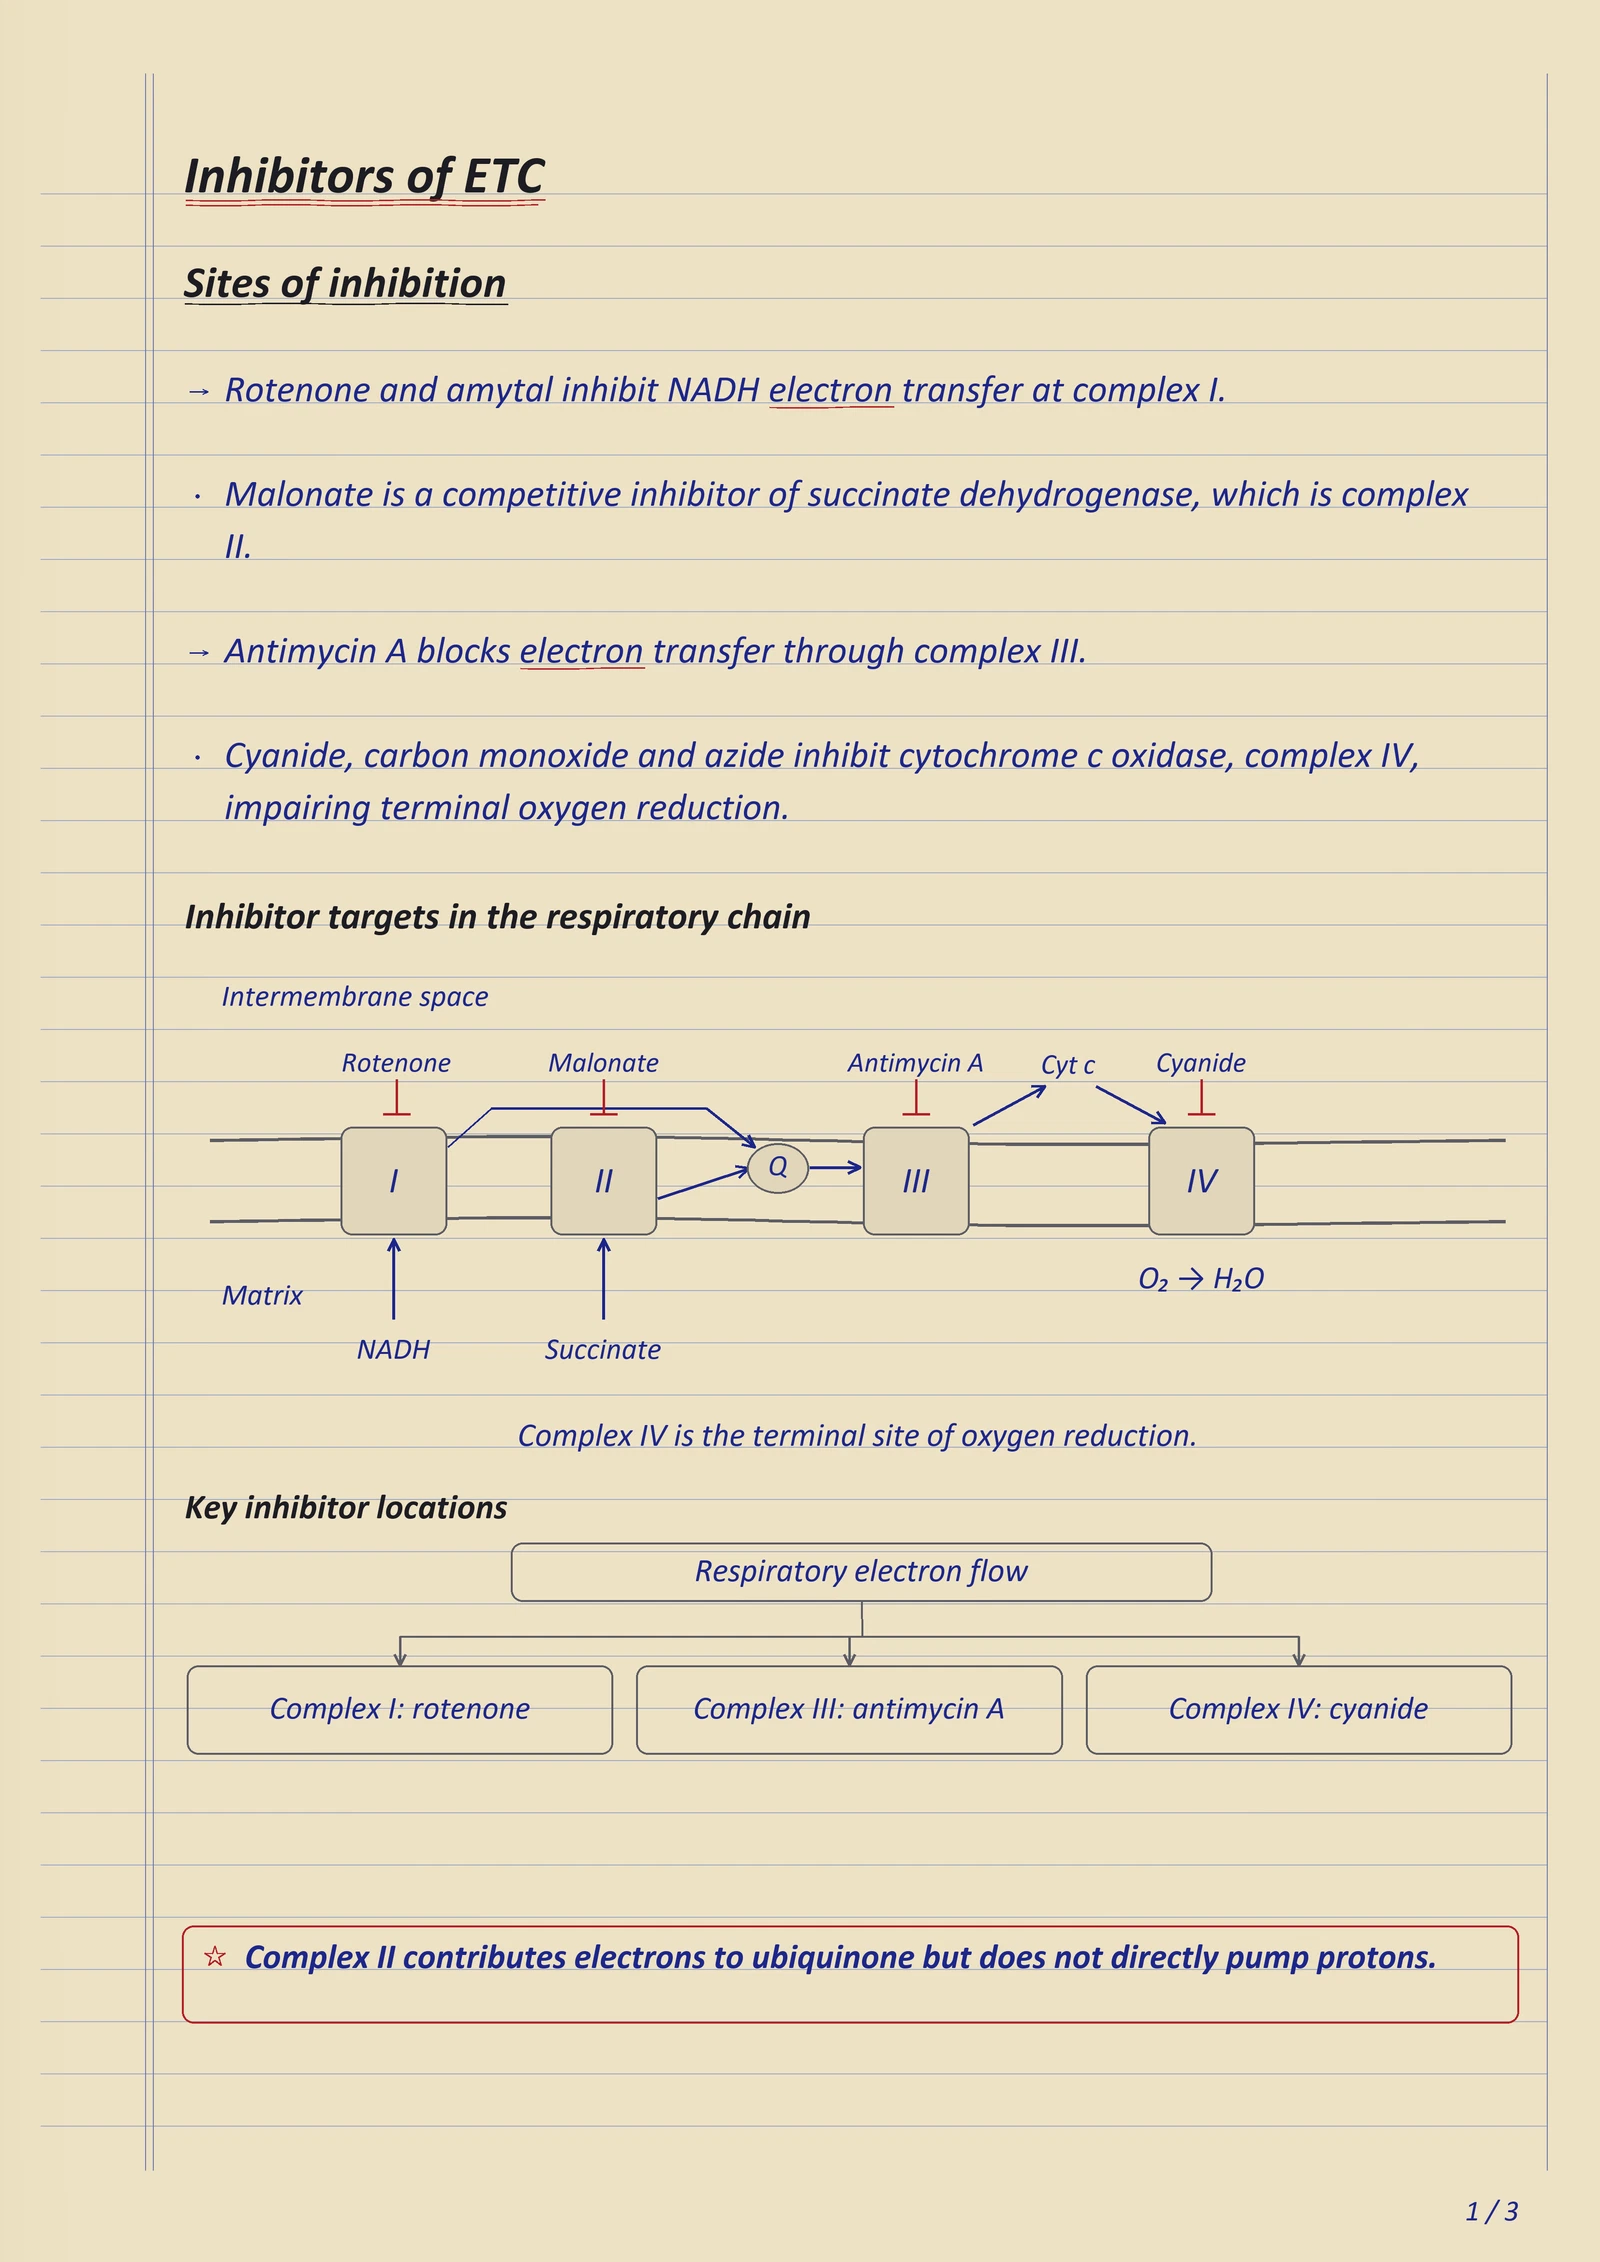 Inhibitors of ETC
Sites of inhibition
→ Rotenone and amytal inhibit NADH electron transfer at complex I.
· Malonate is a competitive inhibitor of succinate dehydrogenase, which is complex
II.
→ Antimycin A blocks electron transfer through complex III.
· Cyanide, carbon monoxide and azide inhibit cytochrome c oxidase, complex IV,
impairing terminal oxygen reduction.
Inhibitor targets in the respiratory chain
Intermembrane space
Rotenone Malonate Antimycin A Cyt c Cyanide
I II Q III IV
O₂ → H₂O
Matrix
NADH Succinate
Complex IV is the terminal site of oxygen reduction.
Key inhibitor locations
Respiratory electron flow
Complex I: rotenone Complex III: antimycin A Complex IV: cyanide
☆ Complex II contributes electrons to ubiquinone but does not directly pump protons.
1 / 3